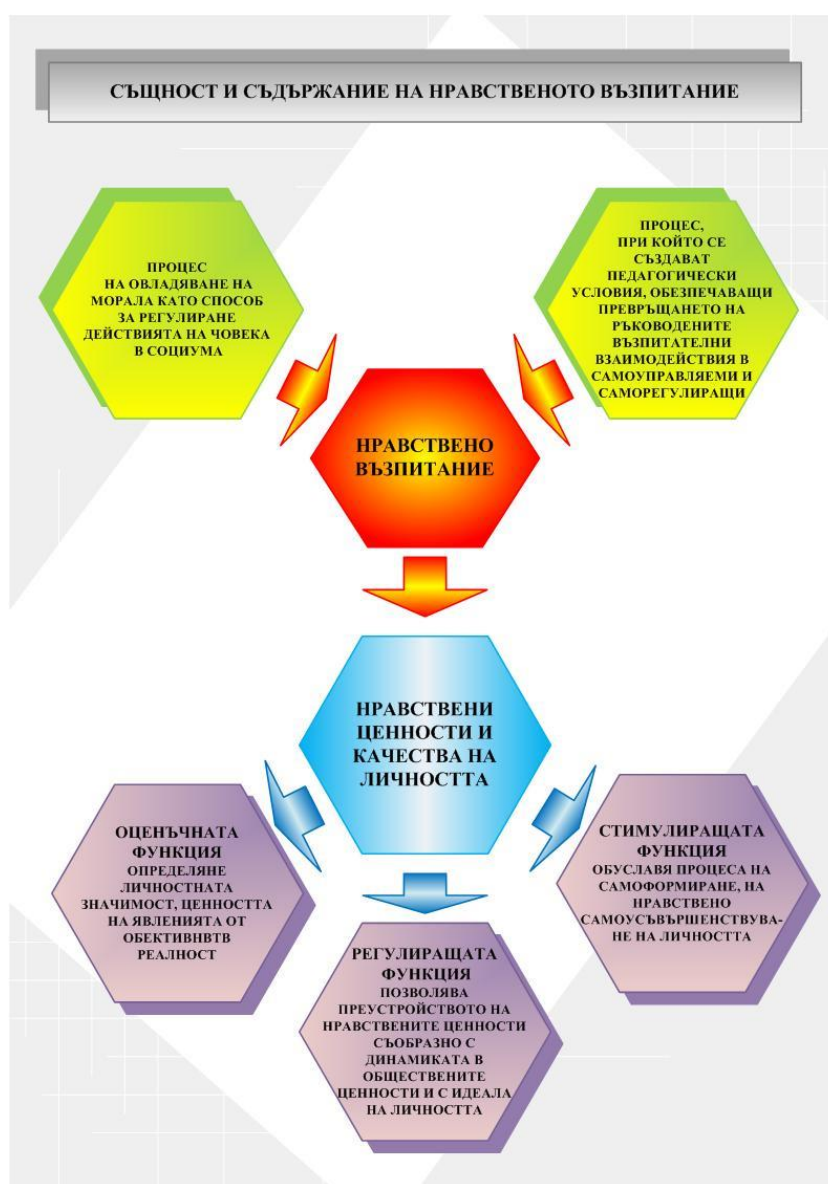 СЪЩНОСТ И СЪДЪРЖАНИЕ НА НРАВСТВЕНОТО ВЪЗПИТАНИЕ
ПРОЦЕС
НА ОВЛАДЯВАНЕ НА
МОРАЛА КАТО СПОСОБ
ЗА РЕГУЛИРАНЕ
ДЕЙСТВИЯТА НА ЧОВЕКА
В СОЦИУМА
ПРОЦЕС,
ПРИ КОЙТО СЕ
СЪЗДАВАТ
ПЕДАГОГИЧЕСКИ
УСЛОВИЯ, ОБЕЗПЕЧАВАЩИ
ПРЕВРЪЩАНЕТО НА
РЪКОВОДЕНИТЕ
ВЪЗПИТАТЕЛНИ
ВЗАИМОДЕЙСТВИЯ В
САМОУПРАВЛЯЕМИ И
САМОРЕГУЛИРАЩИ
НРАВСТВЕНО
ВЪЗПИТАНИЕ
НРАВСТВЕНИ
ЦЕННОСТИ И
КАЧЕСТВА НА
ЛИЧНОСТТА
ОЦЕНЪЧНАТА
ФУНКЦИЯ
ОПРЕДЕЛЯНЕ
ЛИЧНОСТНАТА
ЗНАЧИМОСТ, ЦЕННОСТТА
НА ЯВЛЕНИЯТА ОТ
ОБЕКТИВНВТВ
РЕАЛНОСТ
РЕГУЛИРАЩАТА
ФУНКЦИЯ
ПОЗВОЛЯВА
ПРЕУСТРОЙСТВОТО НА
НРАВСТВЕНИТЕ ЦЕННОСТИ
СЪОБРАЗНО С
ДИНАМИКАТА В
ОБЩЕСТВЕНИТЕ
ЦЕННОСТИ И С ИДЕАЛА
НА ЛИЧНОСТТА
СТИМУЛИРАЩАТА
ФУНКЦИЯ
ОБУСЛАВЯ ПРОЦЕСА НА
САМОФОРМИРАНЕ, НА
НРАВСТВЕНО
САМОУСЪВЪРШЕНСТВУВА-
НЕ НА ЛИЧНОСТТА